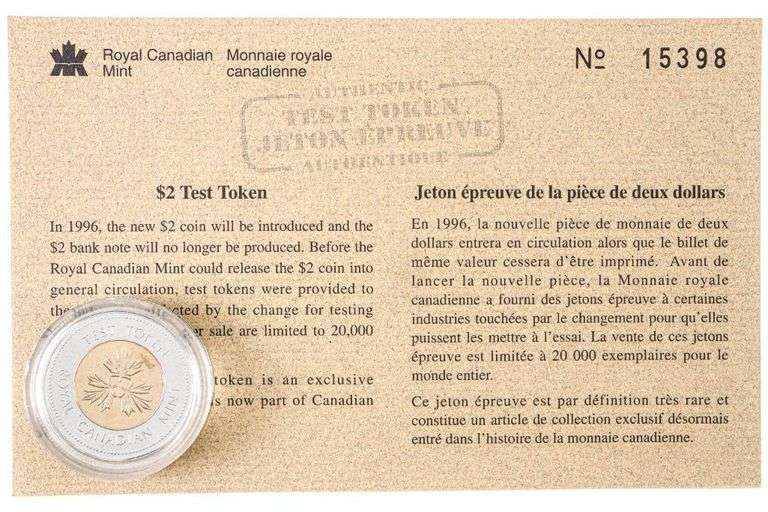 Royal Canadian
Mint
Monnaie royale
canadienne
Nº 15398
AUTHENTIC
TEST TOKEN
JETON ÉPREUVE
AUTHENTIQUE
$2 Test Token
In 1996, the new $2 coin will be introduced and the
$2 bank note will no longer be produced. Before the
Royal Canadian Mint could release the $2 coin into
general circulation, test tokens were provided to
by the change for testing
sale are limited to 20,000
token is an exclusive
now part of Canadian
Jeton épreuve de la pièce de deux dollars
En 1996, la nouvelle pièce de monnaie de deux
dollars entrera en circulation alors que le billet de
même valeur cessera d'être imprimé. Avant de
lancer la nouvelle pièce, la Monnaie royale
canadienne a fourni des jetons épreuve à certaines
industries touchées par le changement pour qu'elles
puissent les mettre à l'essai. La vente de ces jetons
épreuve est limitée à 20 000 exemplaires pour le
monde entier.
Ce jeton épreuve est par définition très rare et
constitue un article de collection exclusif désormais
entré dans l'histoire de la monnaie canadienne.
TEST TOKEN
ROYAL CANADIAN MINT